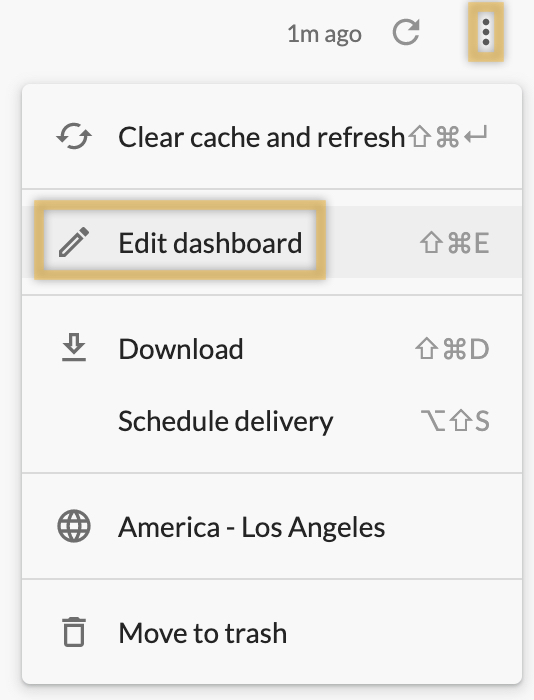 1m ago
Clear cache and refresh⇧⌘↵
Edit dashboard ⇧⌘E
Download ⇧⌘D
Schedule delivery ⌥⇧S
America - Los Angeles
Move to trash